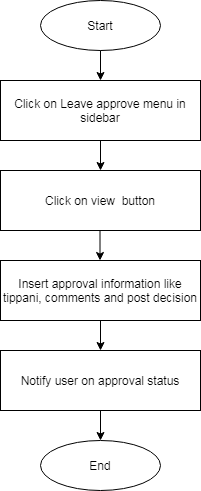 Start
Click on Leave approve menu in
sidebar
Click on view  button
Insert approval information like
tippani, comments and post decision
Notify user on approval status
End